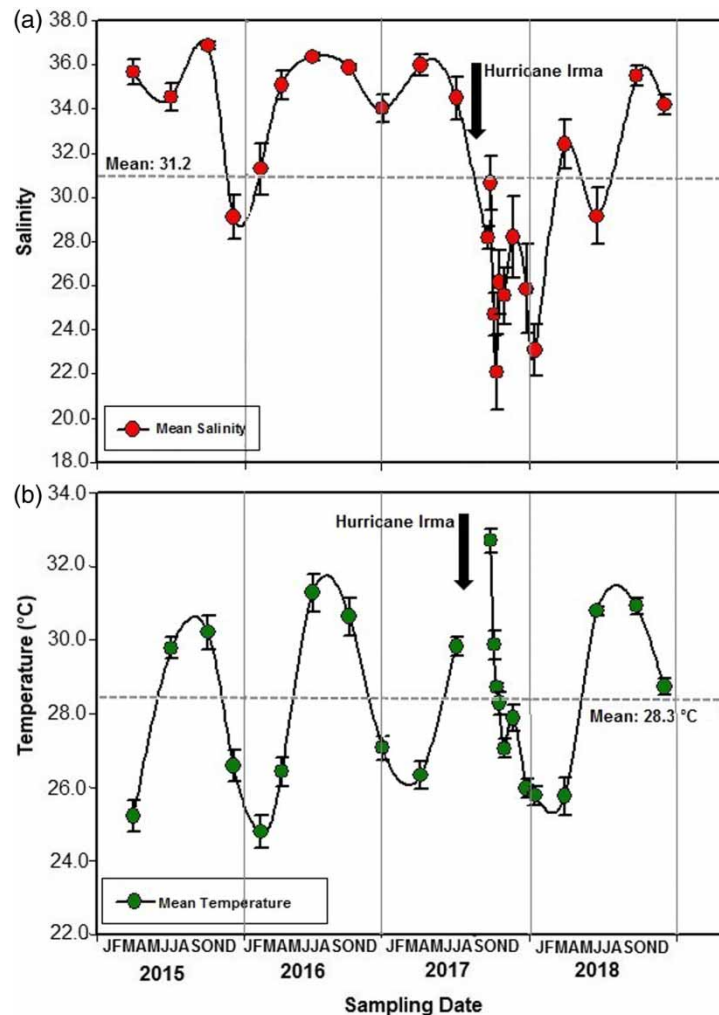 (a)
38.0
36.0
34.0
32.0
30.0
28.0
26.0
24.0
22.0
20.0
18.0
Salinity
Hurricane Irma
Mean: 31.2
Mean Salinity
(b)
34.0
32.0
30.0
28.0
26.0
24.0
22.0
Temperature (°C)
Hurricane Irma
Mean: 28.3 °C
Mean Temperature
JFMAMJJASOND JFMAMJJASOND JFMAMJJASOND JFMAMJJASOND
2015 2016 2017 2018
Sampling Date